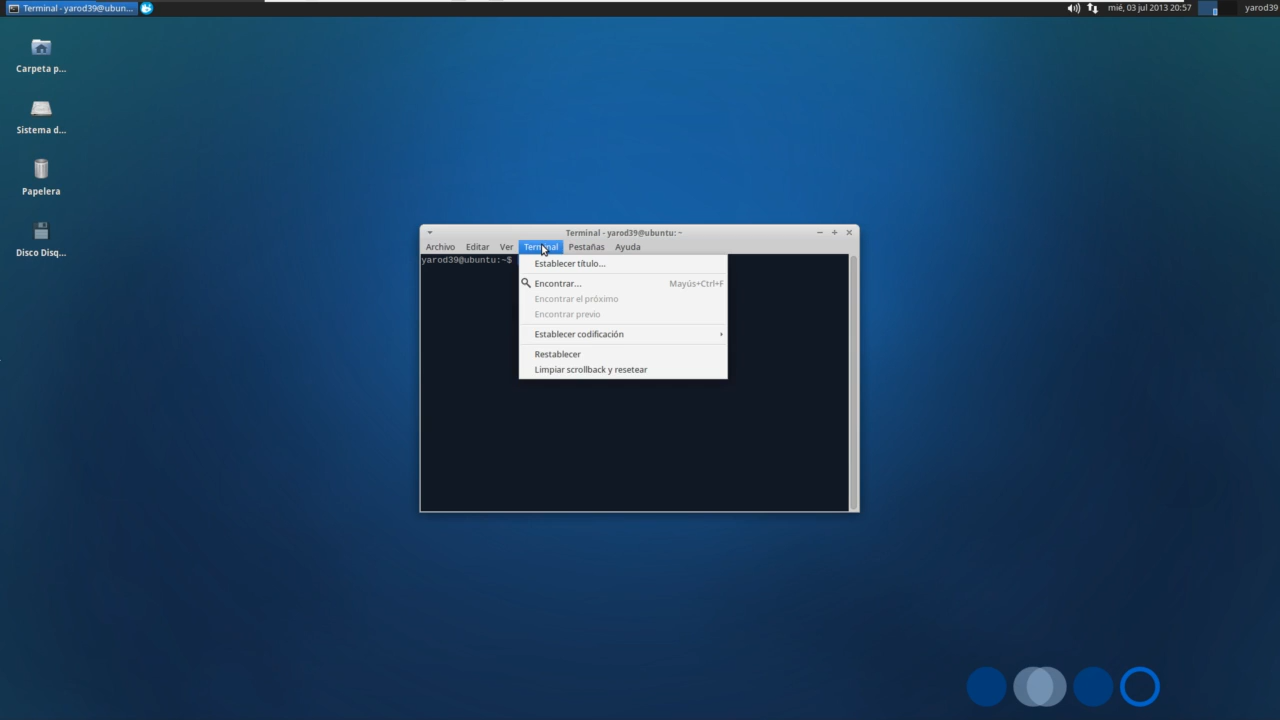 Terminal - yarod39@ubun...
mié, 03 jul 2013 20:57
yarod39
Carpeta p...
Sistema d...
Papelera
Disco Disq...
Terminal - yarod39@ubuntu: ~
Archivo Editar Ver Terminal Pestañas Ayuda
yarod39@ubuntu:~$
Establecer título...
Encontrar... Mayús+Ctrl+F
Encontrar el próximo
Encontrar previo
Establecer codificación
Restablecer
Limpiar scrollback y resetear